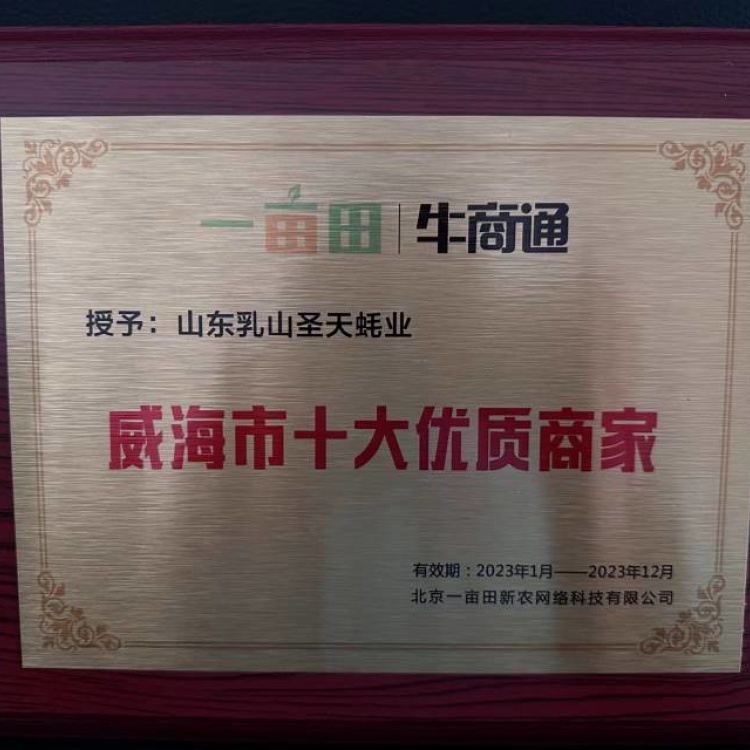 一亩田|牛商通
授予：山东乳山圣天蚝业
威海市十大优质商家
有效期：2023年1月——2023年12月
北京一亩田新农网络科技有限公司